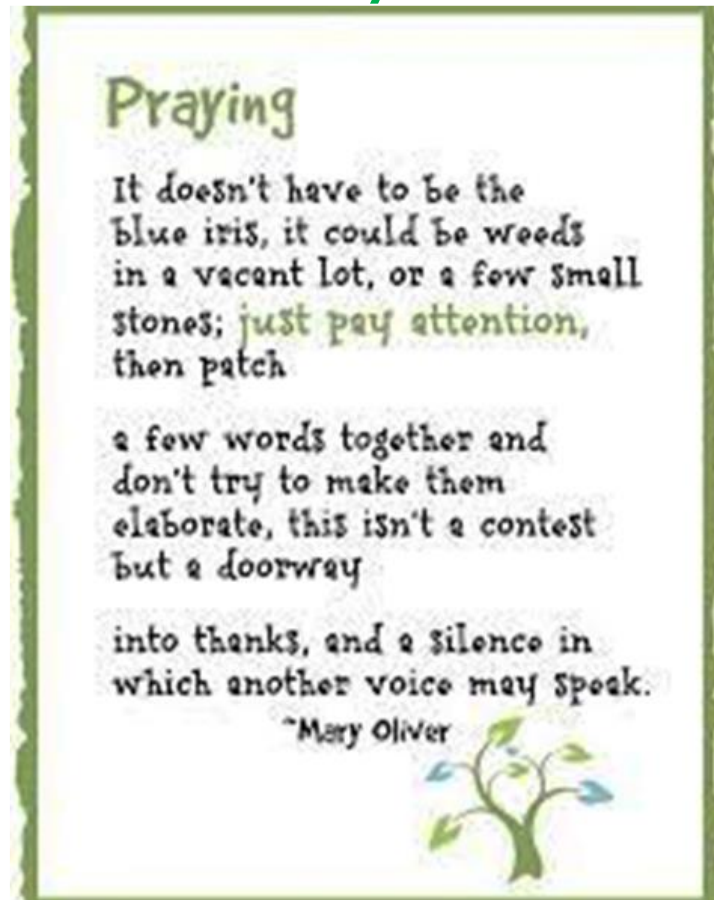 Praying
It doesn't have to be the
blue iris, it could be weeds
in a vacant lot, or a few small
stones; just pay attention,
then patch
a few words together and
don't try to make them
elaborate, this isn't a contest
but a doorway
into thanks, and a silence in
which another voice may speak.
~Mary Oliver